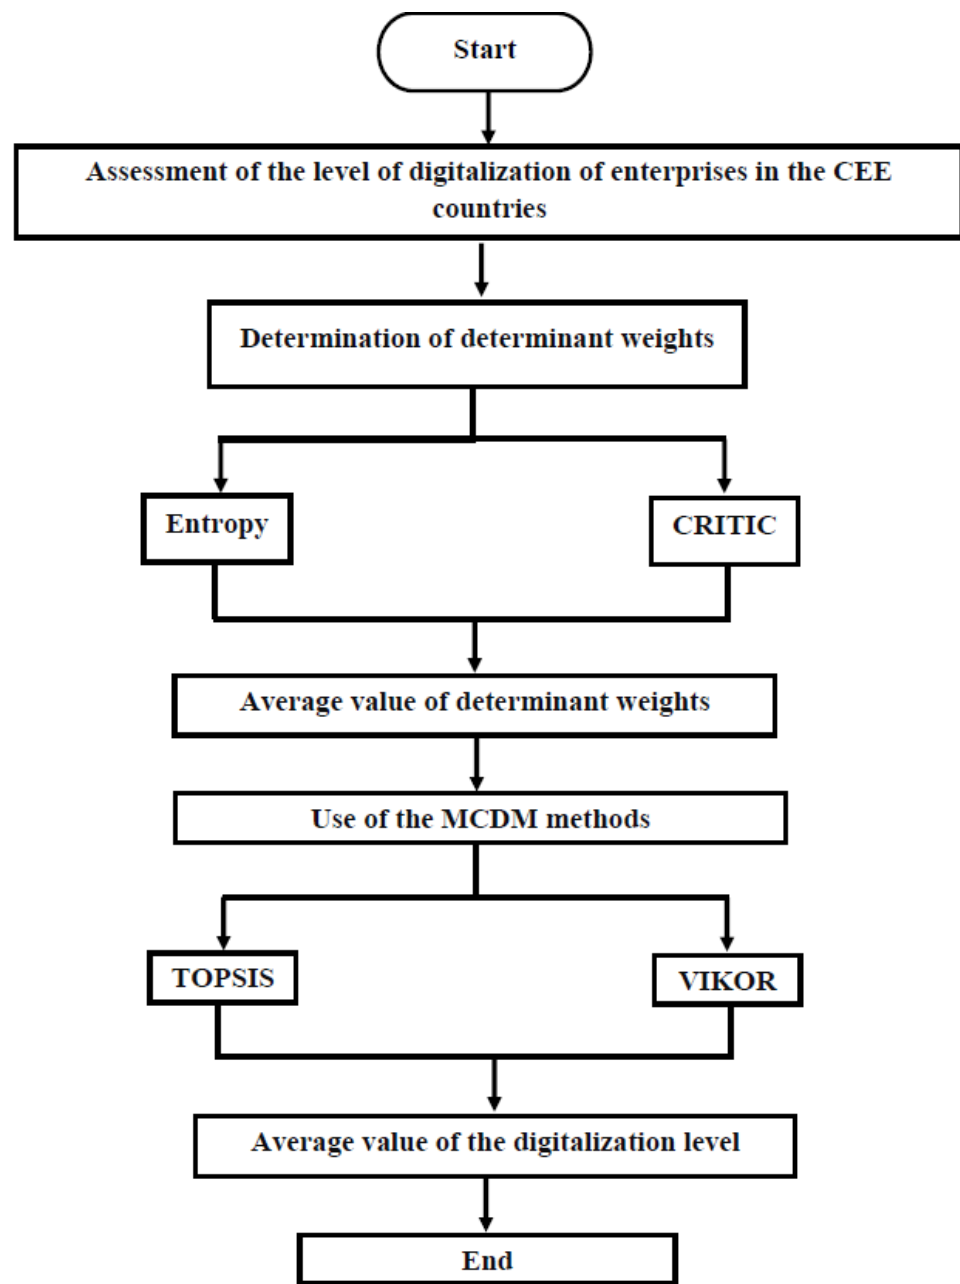 Start
Assessment of the level of digitalization of enterprises in the CEE
countries
Determination of determinant weights
Entropy
CRITIC
Average value of determinant weights
Use of the MCDM methods
TOPSIS
VIKOR
Average value of the digitalization level
End